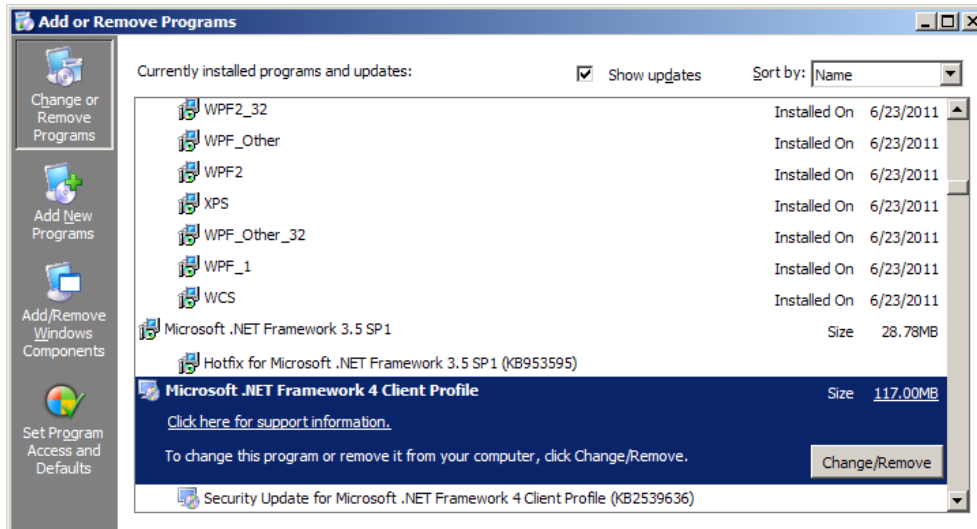 Add or Remove Programs
Change or
Remove
Programs
Add New
Programs
Add/Remove
Windows
Components
Set Program
Access and
Defaults
Currently installed programs and updates:
Show updates
Sort by: Name
WPF2_32 Installed On 6/23/2011
WPF_Other Installed On 6/23/2011
WPF2 Installed On 6/23/2011
XPS Installed On 6/23/2011
WPF_Other_32 Installed On 6/23/2011
WPF_1 Installed On 6/23/2011
WCS Installed On 6/23/2011
Microsoft .NET Framework 3.5 SP1 Size 28.78MB
Hotfix for Microsoft .NET Framework 3.5 SP1 (KB953595)
Microsoft .NET Framework 4 Client Profile Size 117.00MB
Click here for support information.
To change this program or remove it from your computer, click Change/Remove. Change/Remove
Security Update for Microsoft .NET Framework 4 Client Profile (KB2539636)